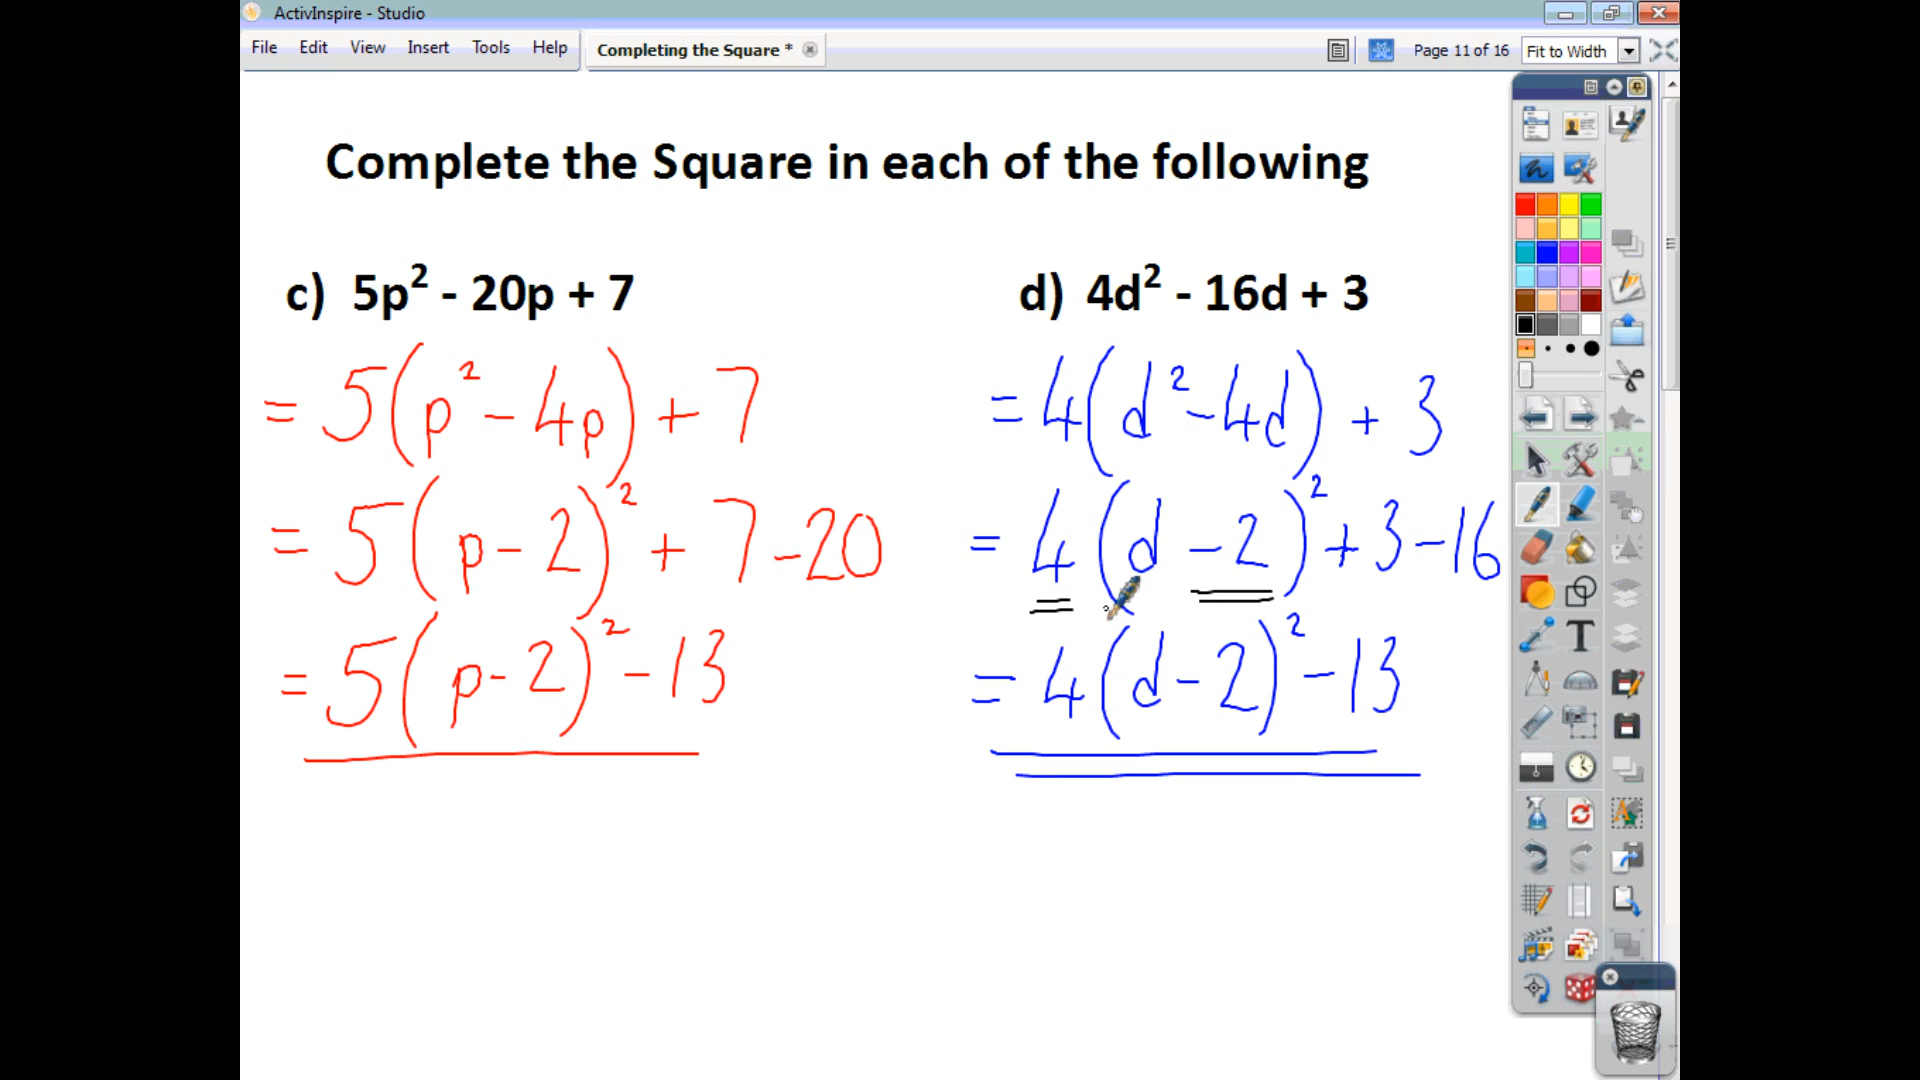 ActivInspire - Studio
File Edit View Insert Tools Help
Completing the Square *
Page 11 of 16
Fit to Width
Complete the Square in each of the following
c) 5p² - 20p + 7
= 5(p² - 4p) + 7
= 5(p - 2)² + 7 - 20
= 5(p - 2)² - 13
d) 4d² - 16d + 3
= 4(d² - 4d) + 3
= 4(d - 2)² + 3 - 16
= 4(d - 2)² - 13